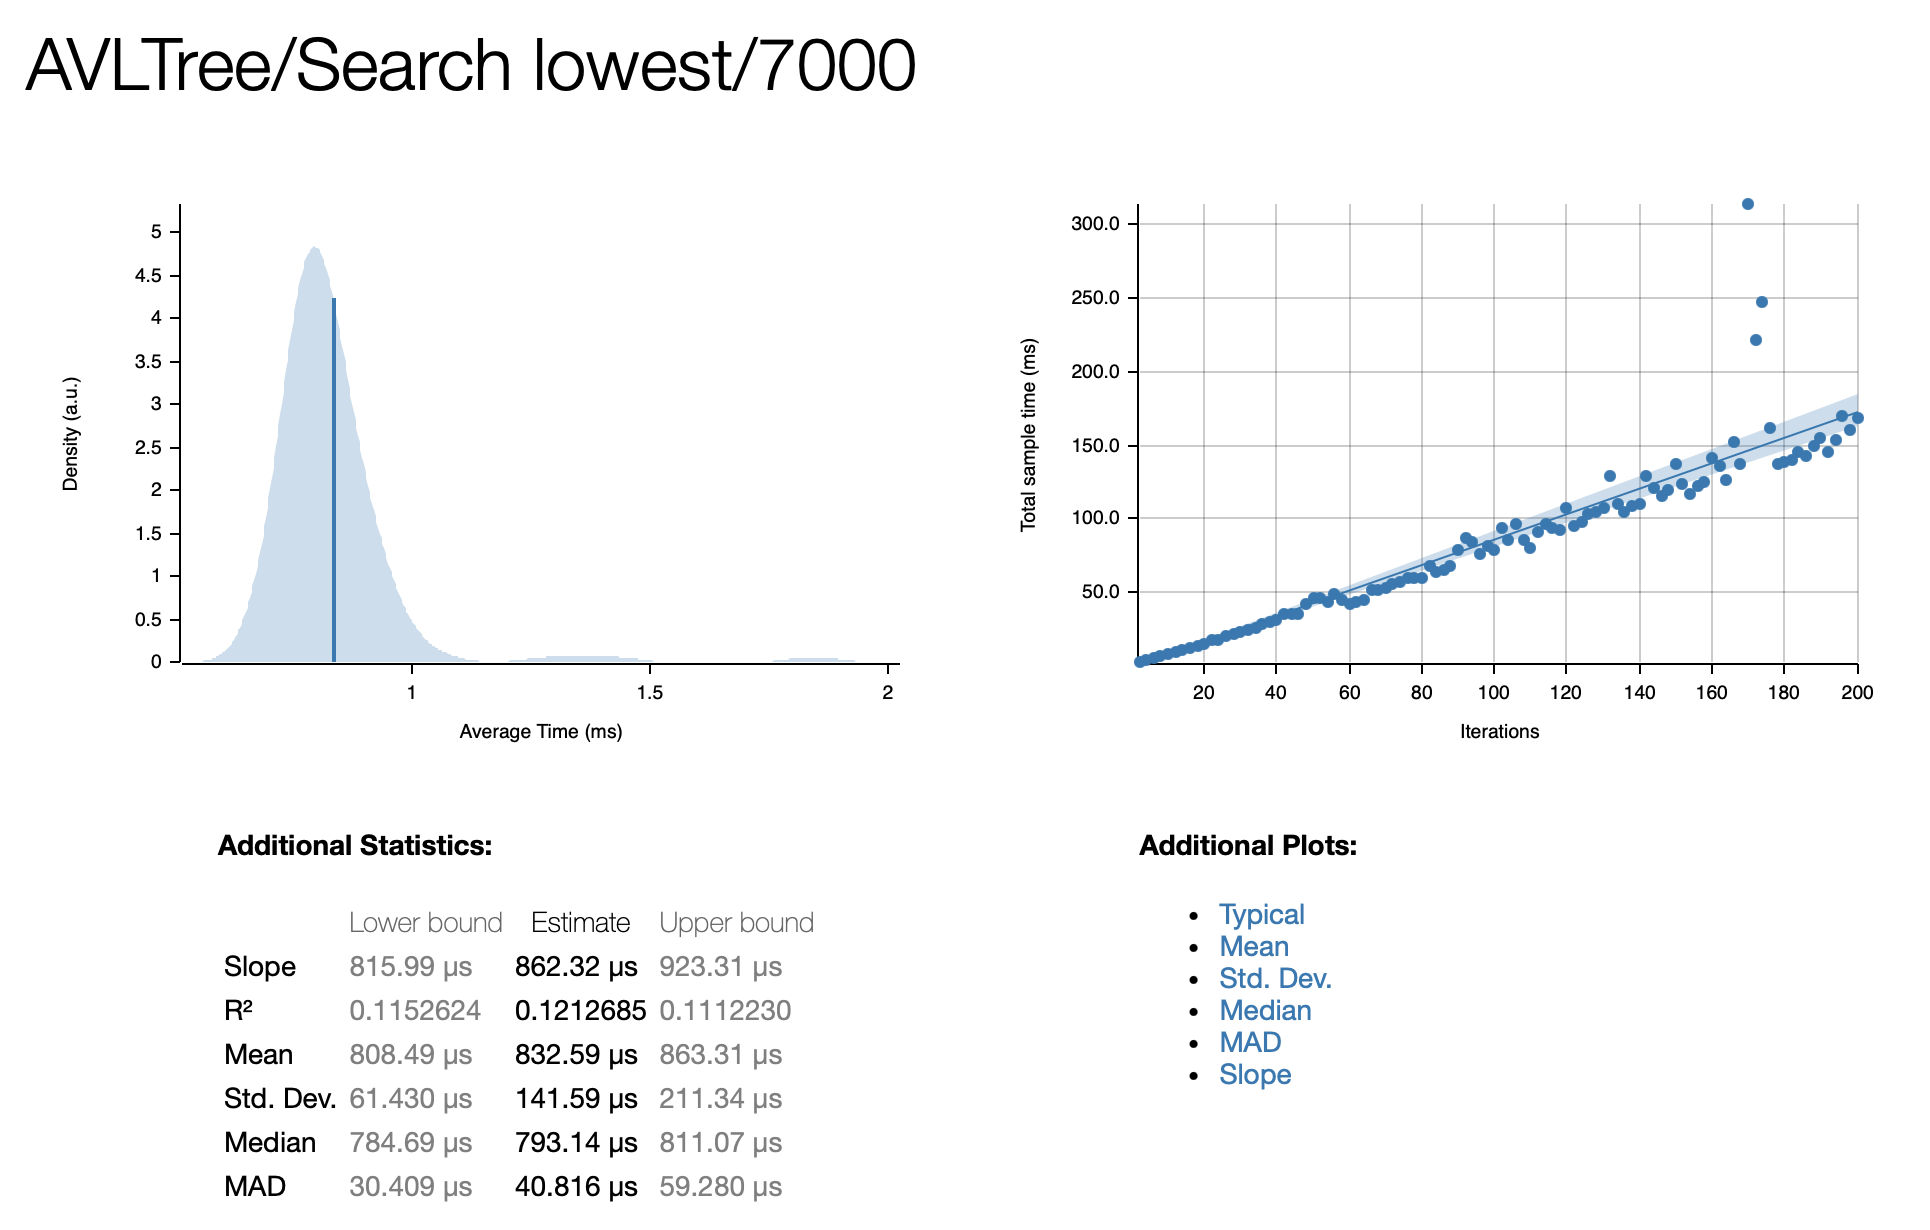 AVLTree/Search lowest/7000
5
4.5
4
3.5
3
2.5
2
1.5
1
0.5
0
Density (a.u.)
1 1.5 2
Average Time (ms)
300.0
250.0
200.0
150.0
100.0
50.0
Total sample time (ms)
20 40 60 80 100 120 140 160 180 200
Iterations
Additional Statistics:
Lower bound Estimate Upper bound
Slope 815.99 µs 862.32 µs 923.31 µs
R² 0.1152624 0.1212685 0.1112230
Mean 808.49 µs 832.59 µs 863.31 µs
Std. Dev. 61.430 µs 141.59 µs 211.34 µs
Median 784.69 µs 793.14 µs 811.07 µs
MAD 30.409 µs 40.816 µs 59.280 µs
Additional Plots:
• Typical
• Mean
• Std. Dev.
• Median
• MAD
• Slope